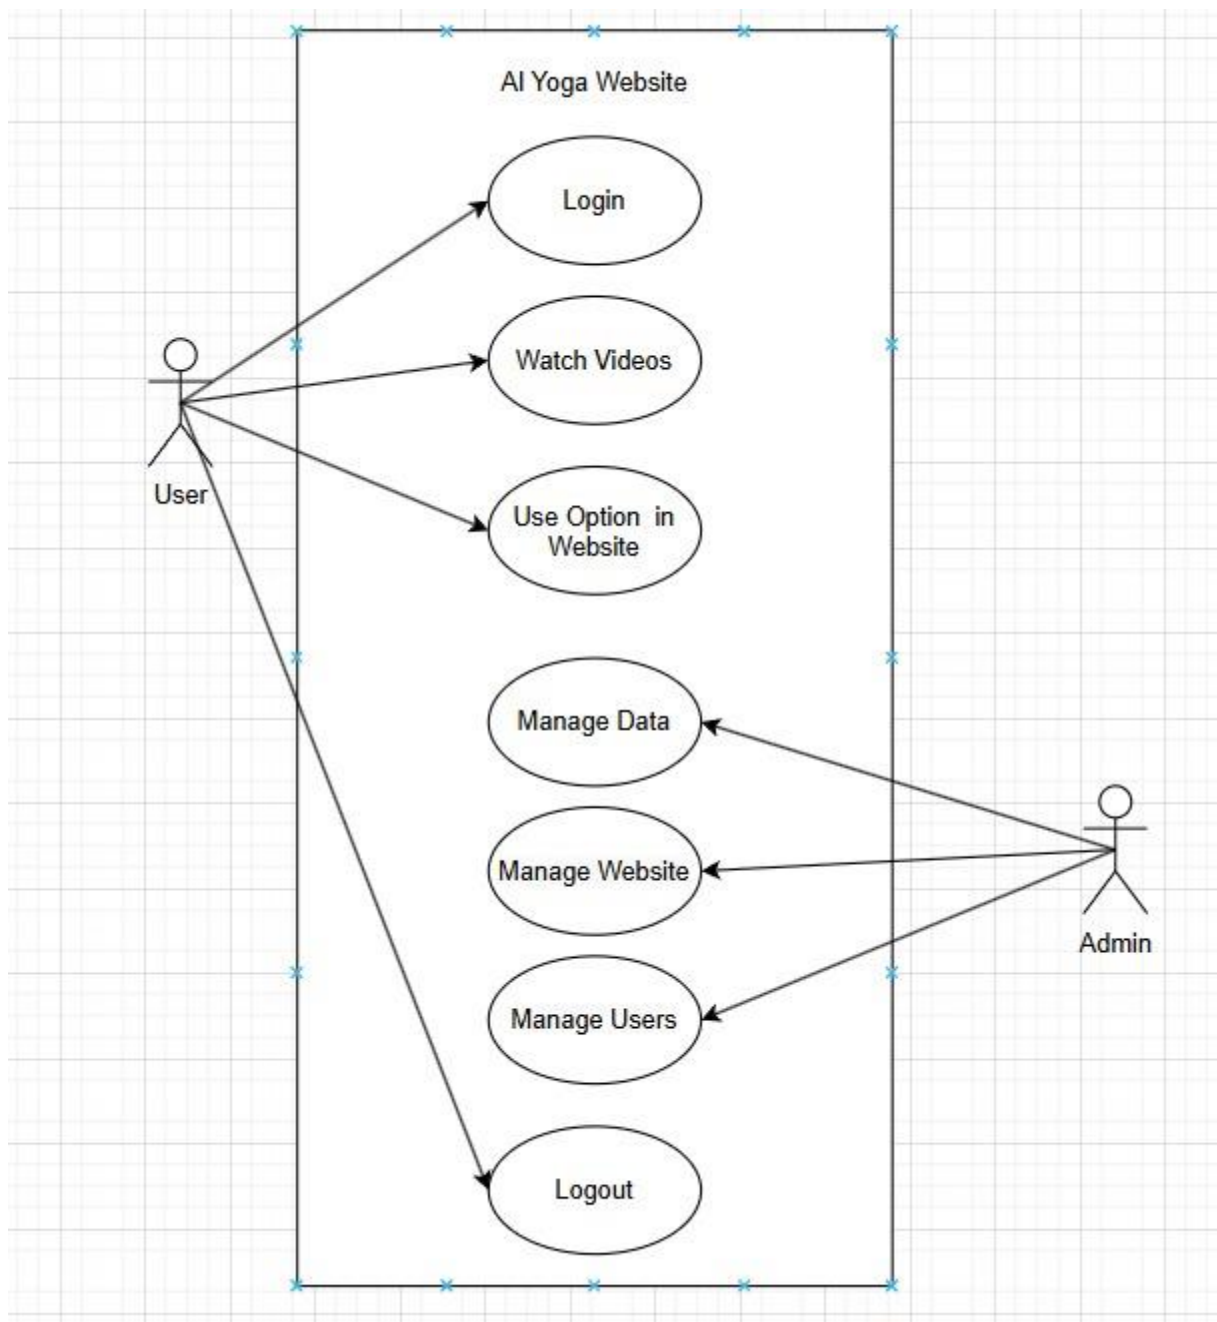 AI Yoga Website
Login
Watch Videos
User
Use Option in
Website
Manage Data
Manage Website
Admin
Manage Users
Logout